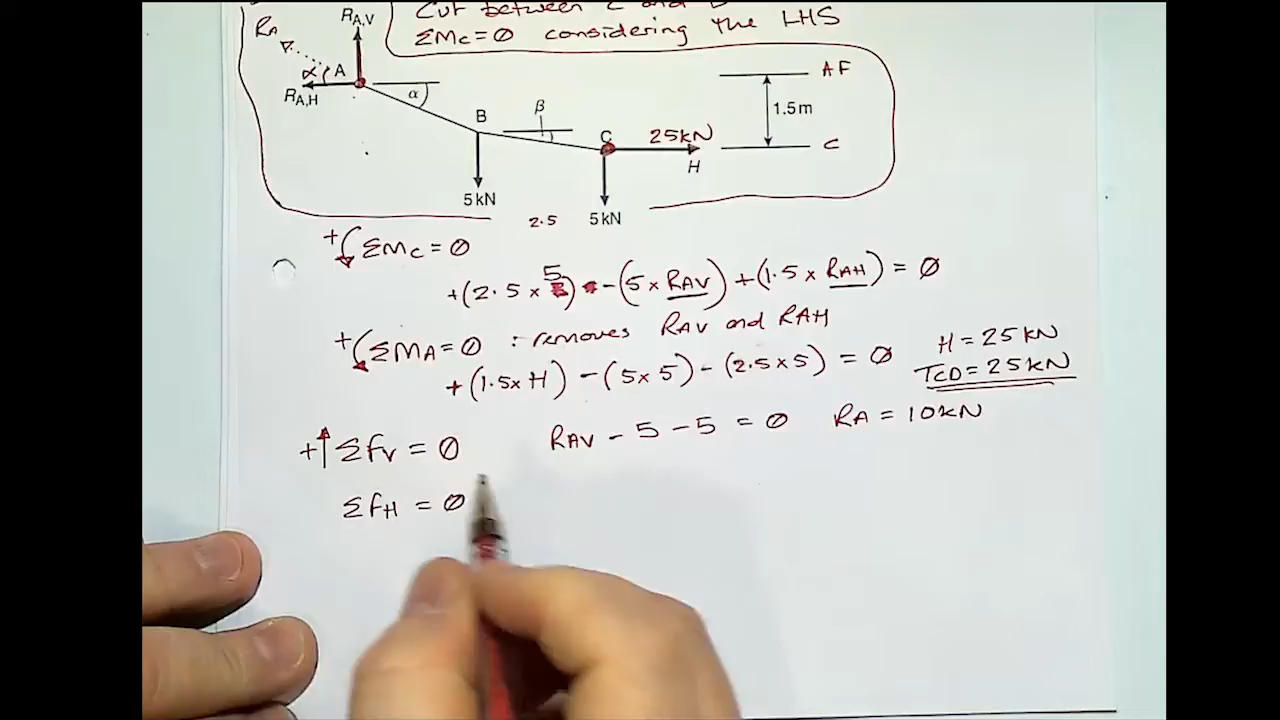 Cut between C and
ΣMc = 0 considering the LHS
RA,V
RA
α
A
RA,H
α
B
β
C
25kN
H
AF
1.5m
C
5kN
2.5
5kN
+ ΣMc = 0
+(2.5 × 5) - (5 × RAV) + (1.5 × RAH) = 0
+ ΣMA = 0 : removes RAV and RAH
+(1.5 × H) - (5 × 5) - (2.5 × 5) = 0
H = 25kN
TCD = 25kN
+↑ ΣFV = 0 RAV - 5 - 5 = 0 RA = 10kN
ΣFH = 0